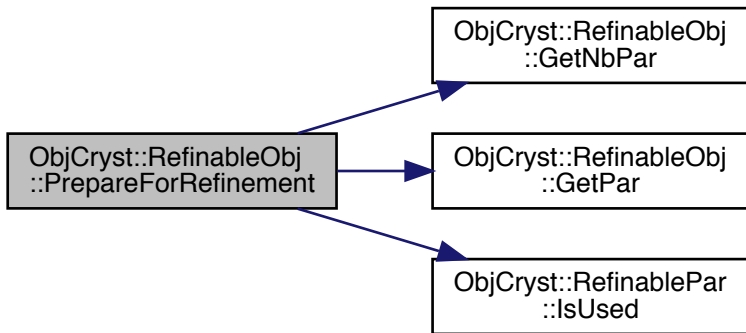 ObjCryst::RefinableObj
::GetNbPar
ObjCryst::RefinableObj
::PrepareForRefinement
ObjCryst::RefinableObj
::GetPar
ObjCryst::RefinablePar
::IsUsed